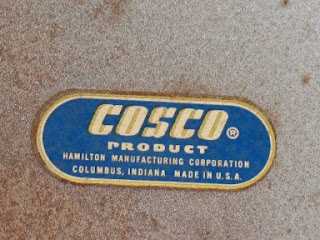 COSCO®
PRODUCT
HAMILTON MANUFACTURING CORPORATION
COLUMBUS, INDIANA MADE IN U.S.A.